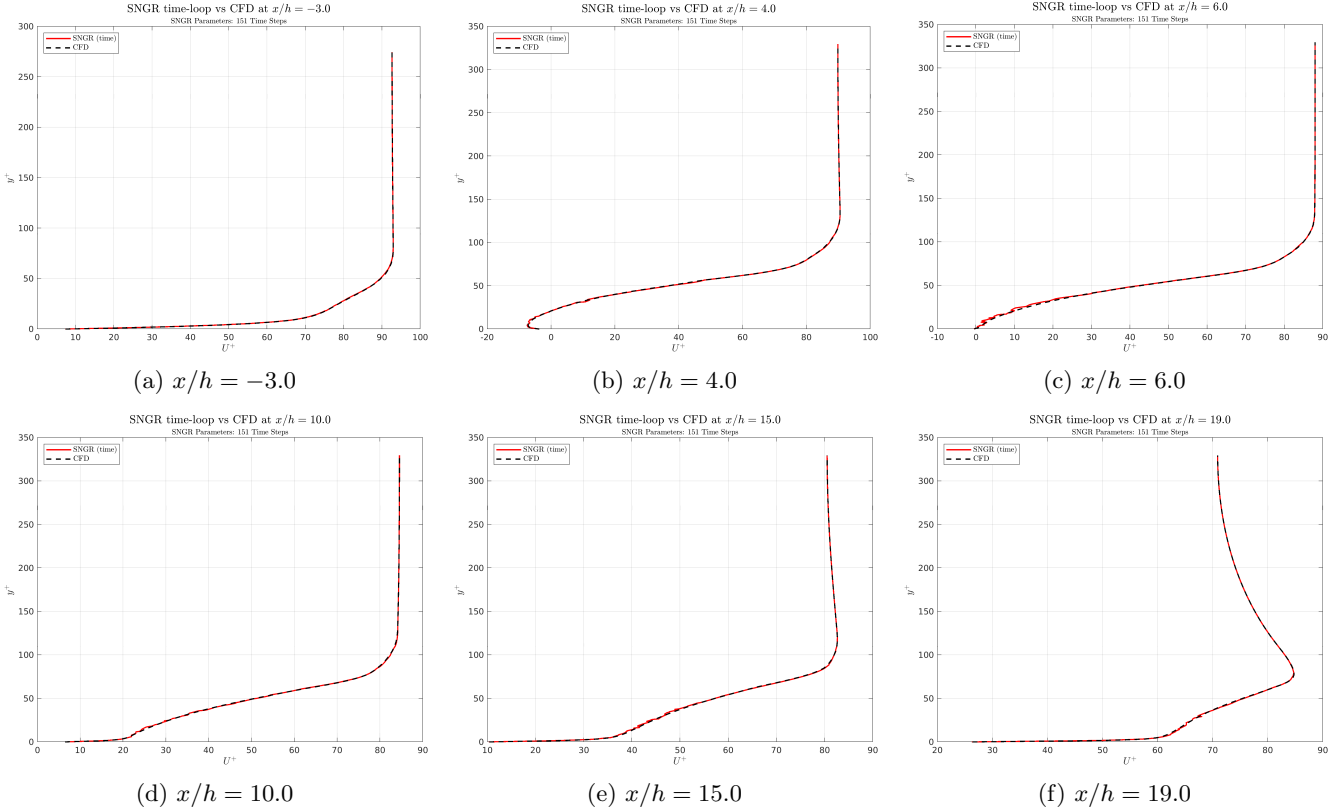 SNGR time-loop vs CFD at x/h = −3.0
SNGR Parameters: 151 Time Steps
SNGR (time)
CFD
300
250
200
150
100
50
0
y⁺
0 10 20 30 40 50 60 70 80 90 100
U⁺
(a) x/h = −3.0
SNGR time-loop vs CFD at x/h = 4.0
SNGR Parameters: 151 Time Steps
SNGR (time)
CFD
350
300
250
200
150
100
50
0
y⁺
-20 0 20 40 60 80 100
U⁺
(b) x/h = 4.0
SNGR time-loop vs CFD at x/h = 6.0
SNGR Parameters: 151 Time Steps
SNGR (time)
CFD
350
300
250
200
150
100
50
0
y⁺
-10 0 10 20 30 40 50 60 70 80 90
U⁺
(c) x/h = 6.0
SNGR time-loop vs CFD at x/h = 10.0
SNGR Parameters: 151 Time Steps
SNGR (time)
CFD
350
300
250
200
150
100
50
0
y⁺
0 10 20 30 40 50 60 70 80 90
U⁺
(d) x/h = 10.0
SNGR time-loop vs CFD at x/h = 15.0
SNGR Parameters: 151 Time Steps
SNGR (time)
CFD
350
300
250
200
150
100
50
0
y⁺
10 20 30 40 50 60 70 80 90
U⁺
(e) x/h = 15.0
SNGR time-loop vs CFD at x/h = 19.0
SNGR Parameters: 151 Time Steps
SNGR (time)
CFD
350
300
250
200
150
100
50
0
y⁺
20 30 40 50 60 70 80 90
U⁺
(f) x/h = 19.0